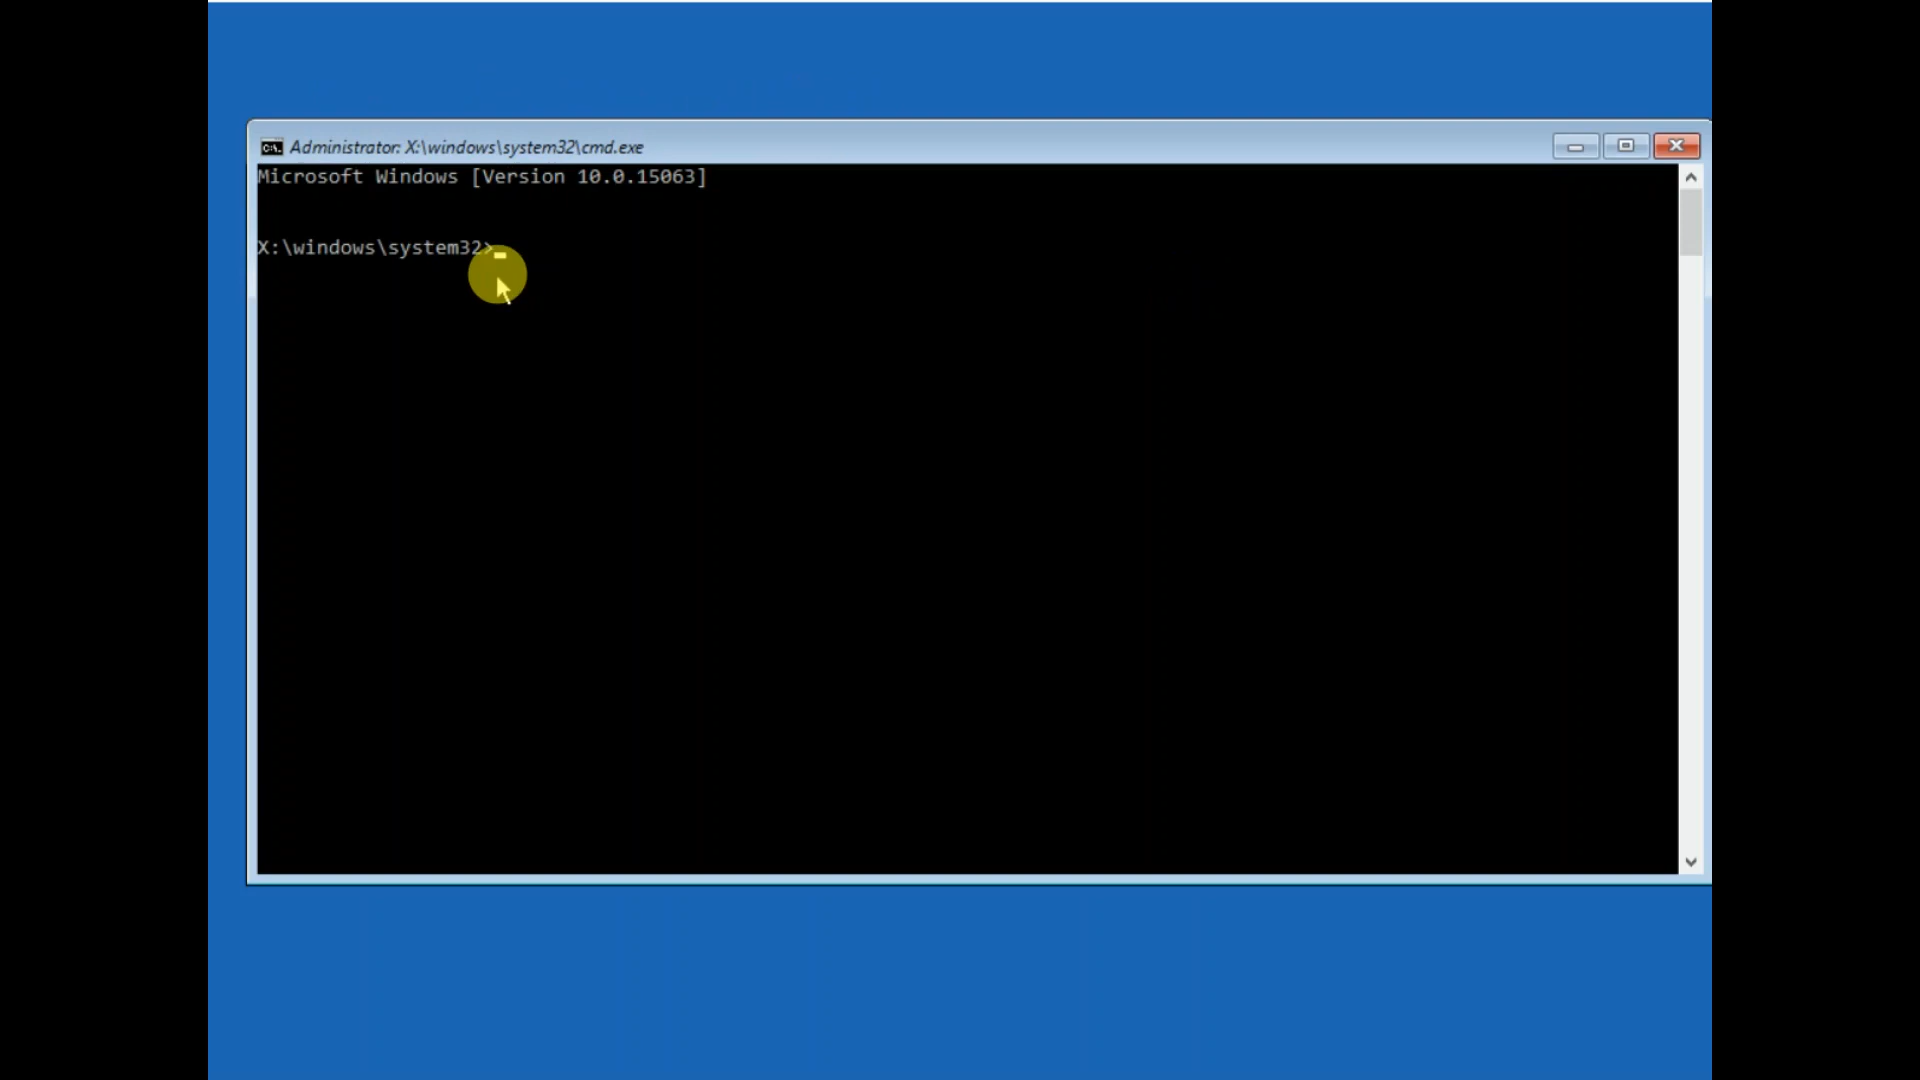 Administrator: X:\windows\system32\cmd.exe
Microsoft Windows [Version 10.0.15063]
X:\windows\system32>